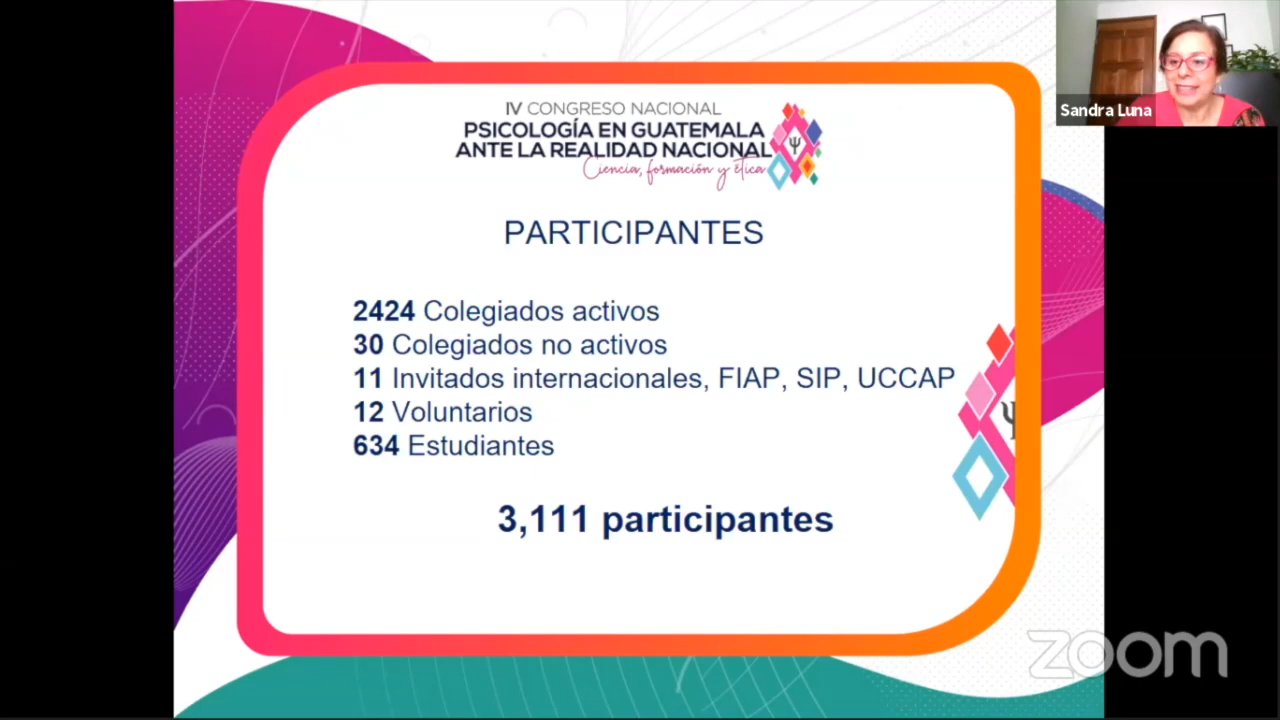 IV CONGRESO NACIONAL
PSICOLOGÍA EN GUATEMALA
ANTE LA REALIDAD NACIONAL
Ciencia, formación y ética
Ψ
PARTICIPANTES
2424 Colegiados activos
30 Colegiados no activos
11 Invitados internacionales, FIAP, SIP, UCCAP
12 Voluntarios
634 Estudiantes
3,111 participantes
Sandra Luna
zoom